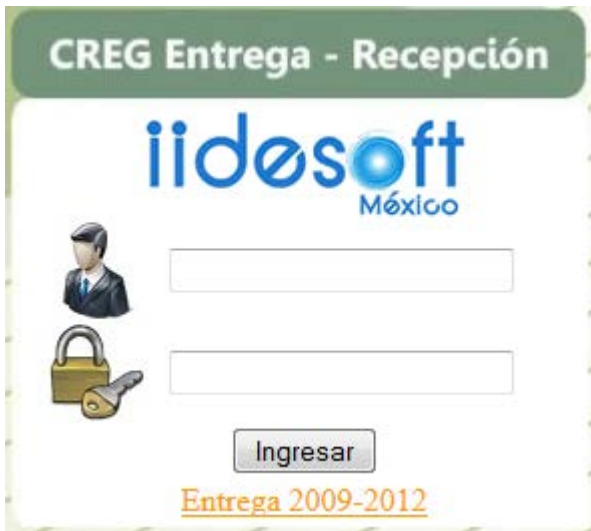 CREG Entrega - Recepción
iidesoft
México
Ingresar
Entrega 2009-2012